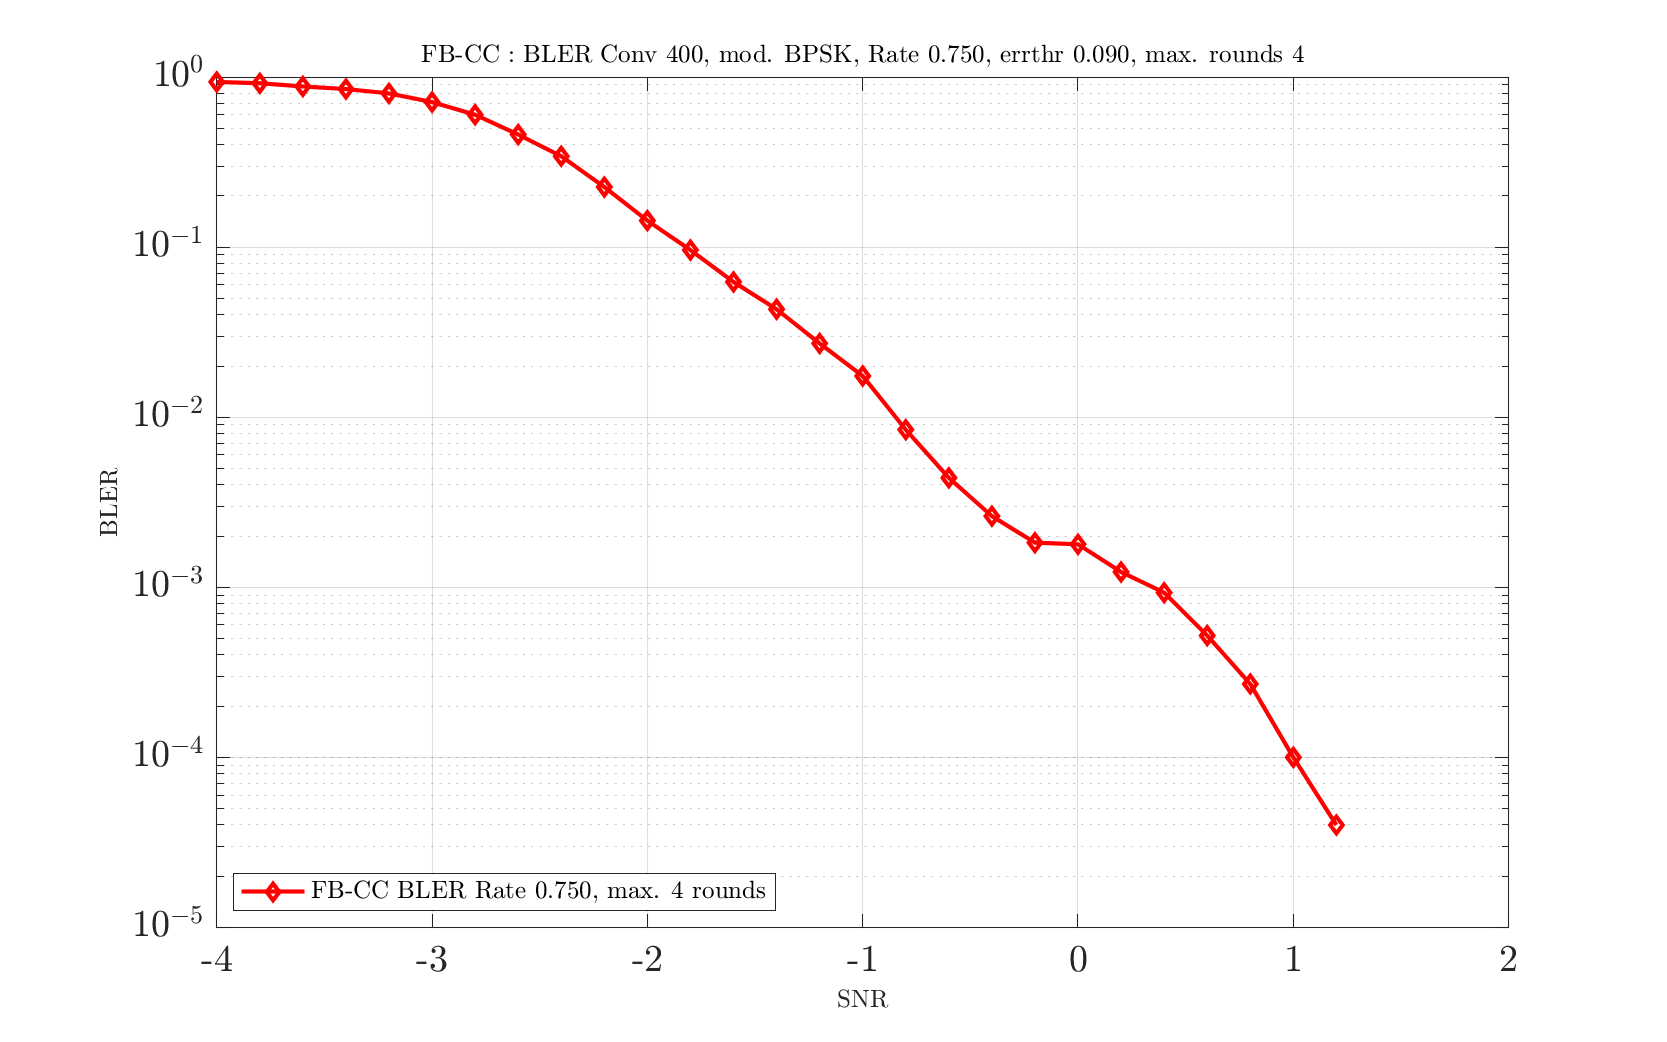 FB-CC : BLER Conv 400, mod. BPSK, Rate 0.750, errthr 0.090, max. rounds 4
10^0
10^-1
10^-2
10^-3
10^-4
10^-5
BLER
FB-CC BLER Rate 0.750, max. 4 rounds
-4 -3 -2 -1 0 1 2
SNR